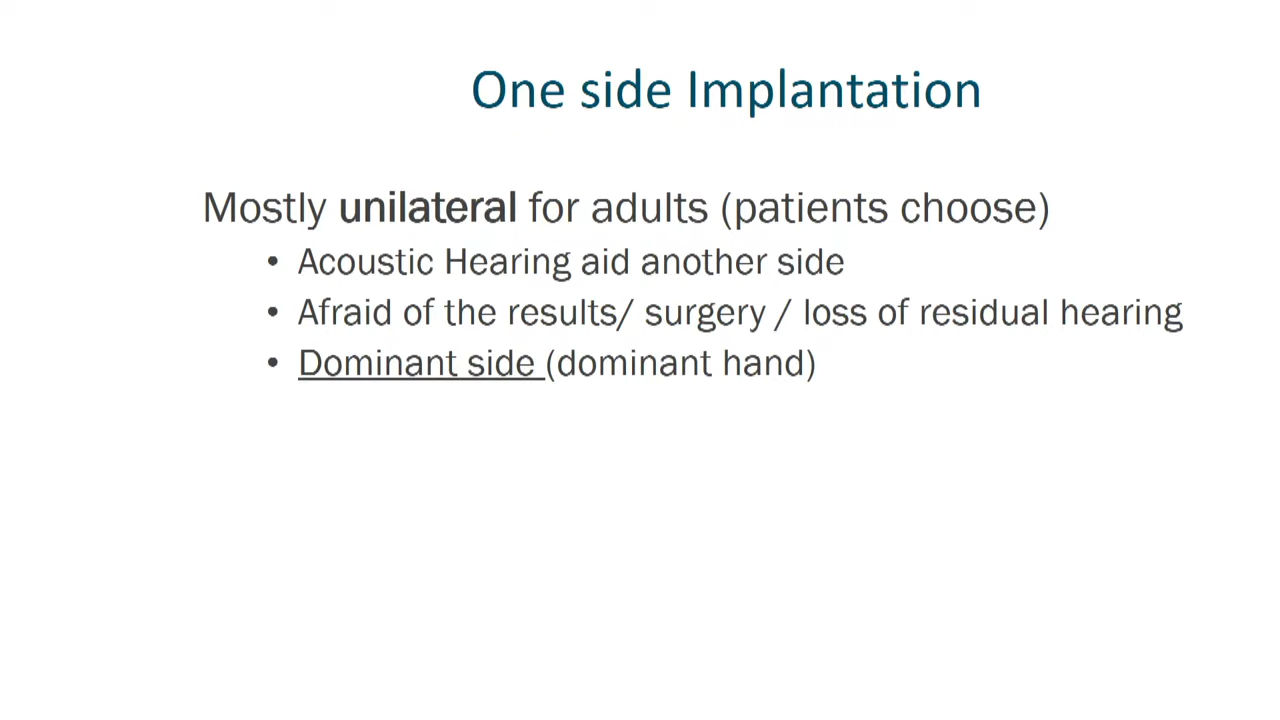 One side Implantation
Mostly unilateral for adults (patients choose)
• Acoustic Hearing aid another side
• Afraid of the results/ surgery / loss of residual hearing
• Dominant side (dominant hand)